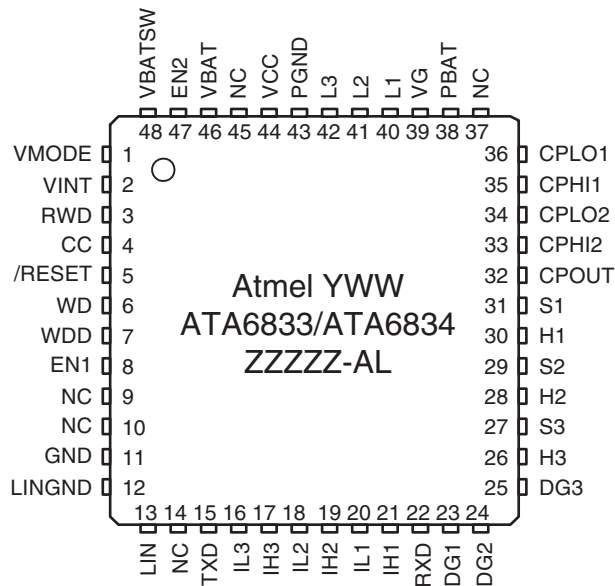 VBATSW
EN2
VBAT
NC
VCC
PGND
L3
L2
L1
VG
PBAT
NC
48 47 46 45 44 43 42 41 40 39 38 37
VMODE 1
VINT 2
RWD 3
CC 4
/RESET 5
WD 6
WDD 7
EN1 8
NC 9
NC 10
GND 11
LINGND 12
Atmel YWW
ATA6833/ATA6834
ZZZZZ-AL
36 CPLO1
35 CPHI1
34 CPLO2
33 CPHI2
32 CPOUT
31 S1
30 H1
29 S2
28 H2
27 S3
26 H3
25 DG3
13 14 15 16 17 18 19 20 21 22 23 24
LIN
NC
TXD
IL3
IH3
IL2
IH2
IL1
IH1
RXD
DG1
DG2